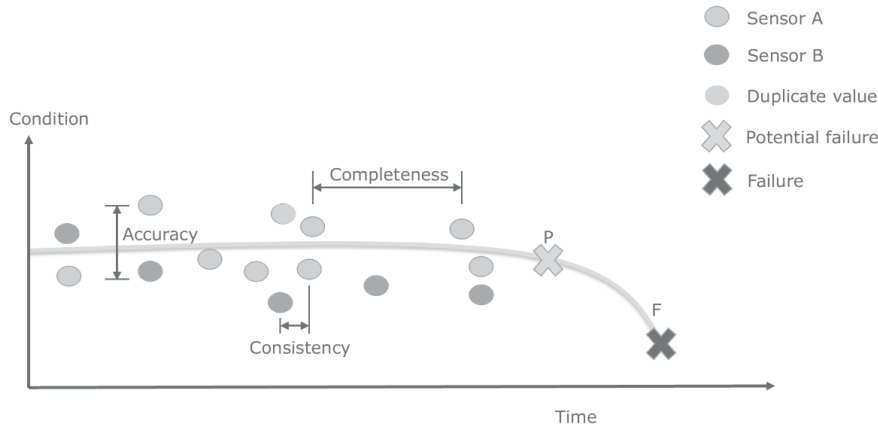 Sensor A
Sensor B
Duplicate value
Potential failure
Failure
Condition
Completeness
Accuracy
P
F
Consistency
Time